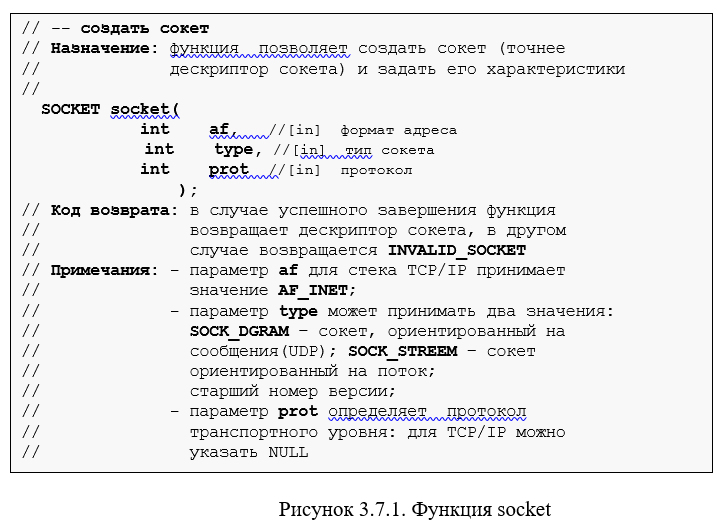 // -- создать сокет
// Назначение: функция позволяет создать сокет (точнее
// дескриптор сокета) и задать его характеристики
//
SOCKET socket(
int af, //[in] формат адреса
int type, //[in] тип сокета
int prot //[in] протокол
);
// Код возврата: в случае успешного завершения функция
// возвращает дескриптор сокета, в другом
// случае возвращается INVALID_SOCKET
// Примечания: - параметр af для стека TCP/IP принимает
// значение AF_INET;
// - параметр type может принимать два значения:
// SOCK_DGRAM – сокет, ориентированный на
// сообщения(UDP); SOCK_STREEM – сокет
// ориентированный на поток;
// старший номер версии;
// - параметр prot определяет протокол
// транспортного уровня: для TCP/IP можно
// указать NULL
Рисунок 3.7.1. Функция socket